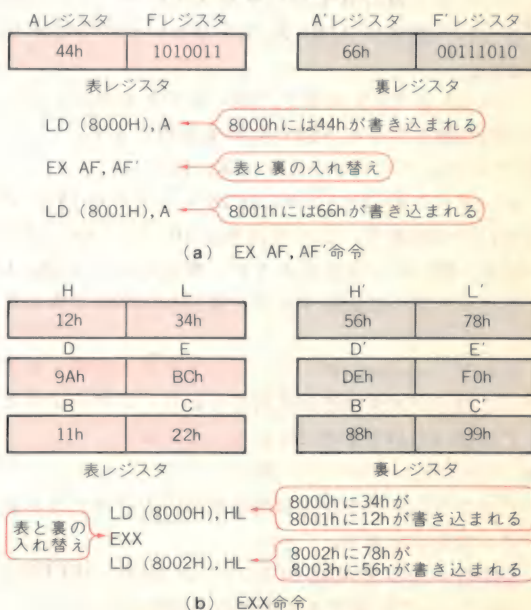 Aレジスタ Fレジスタ A'レジスタ F'レジスタ
44h 1010011 66h 00111010
表レジスタ 裏レジスタ
LD (8000H), A 8000hには44hが書き込まれる
EX AF, AF' 表と裏の入れ替え
LD (8001H), A 8001hには66hが書き込まれる
(a) EX AF, AF'命令
H L H' L'
12h 34h 56h 78h
D E D' E'
9Ah BCh DEh F0h
B C B' C'
11h 22h 88h 99h
表レジスタ 裏レジスタ
LD (8000H), HL 8000hに34hが
8001hに12hが書き込まれる
表と裏の
入れ替え
EXX
LD (8002H), HL 8002hに78hが
8003hに56hが書き込まれる
(b) EXX命令